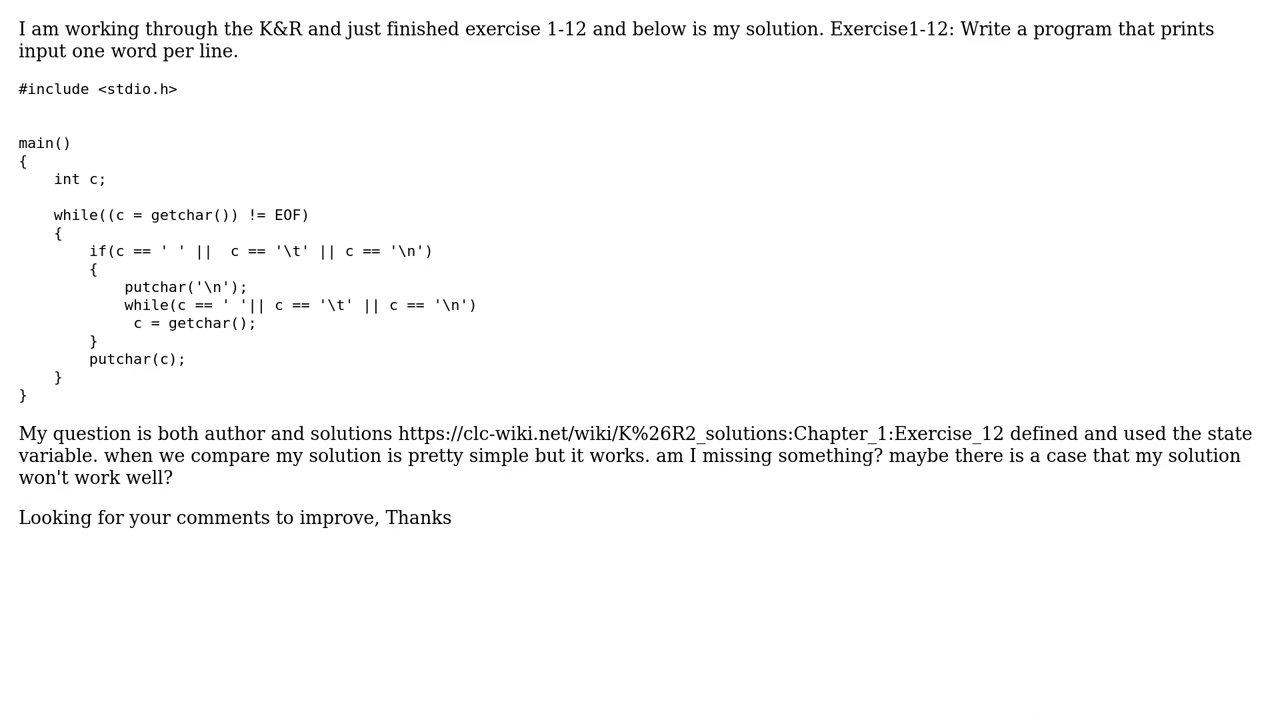 I am working through the K&R and just finished exercise 1-12 and below is my solution. Exercise1-12: Write a program that prints
input one word per line.
#include <stdio.h>
main()
{
    int c;
    while((c = getchar()) != EOF)
    {
        if(c == ' ' ||  c == '\t' || c == '\n')
        {
            putchar('\n');
            while(c == ' '|| c == '\t' || c == '\n')
             c = getchar();
        }
        putchar(c);
    }
}
My question is both author and solutions https://clc-wiki.net/wiki/K%26R2_solutions:Chapter_1:Exercise_12 defined and used the state
variable. when we compare my solution is pretty simple but it works. am I missing something? maybe there is a case that my solution
won't work well?
Looking for your comments to improve, Thanks